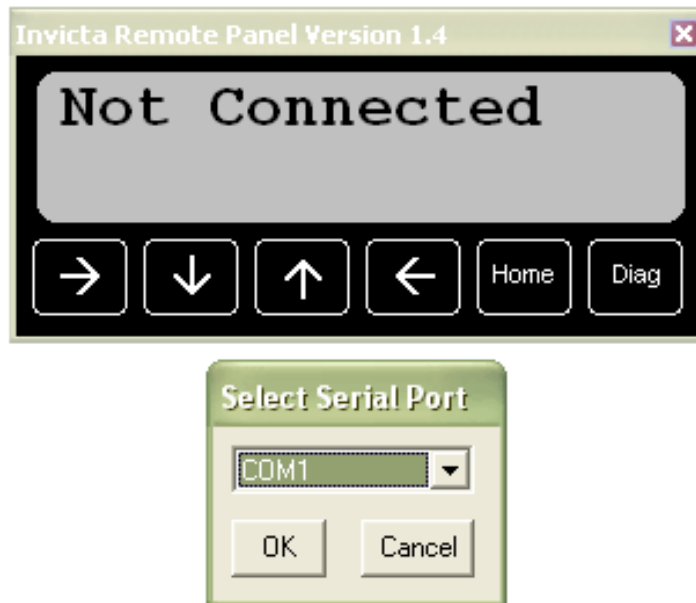 Invicta Remote Panel Version 1.4
Not Connected
Home Diag
Select Serial Port
COM1
OK Cancel